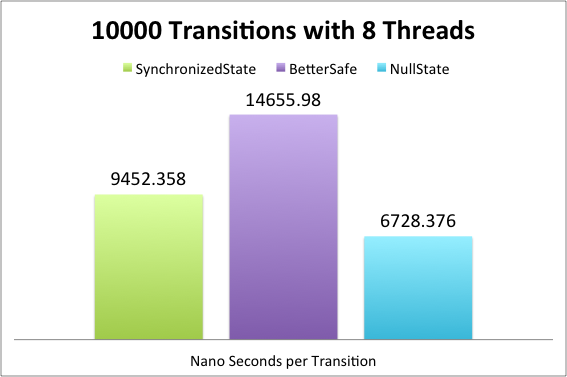 10000 Transitions with 8 Threads
SynchronizedState BetterSafe NullState
14655.98
9452.358
6728.376
Nano Seconds per Transition